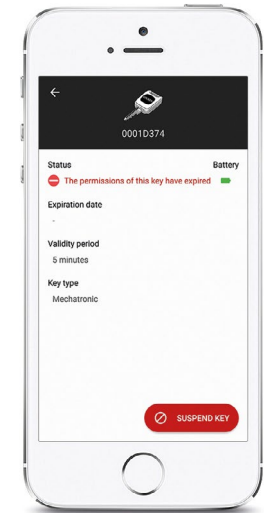 0001D374
Status Battery
The permissions of this key have expired
Expiration date
-
Validity period
5 minutes
Key type
Mechatronic
SUSPEND KEY